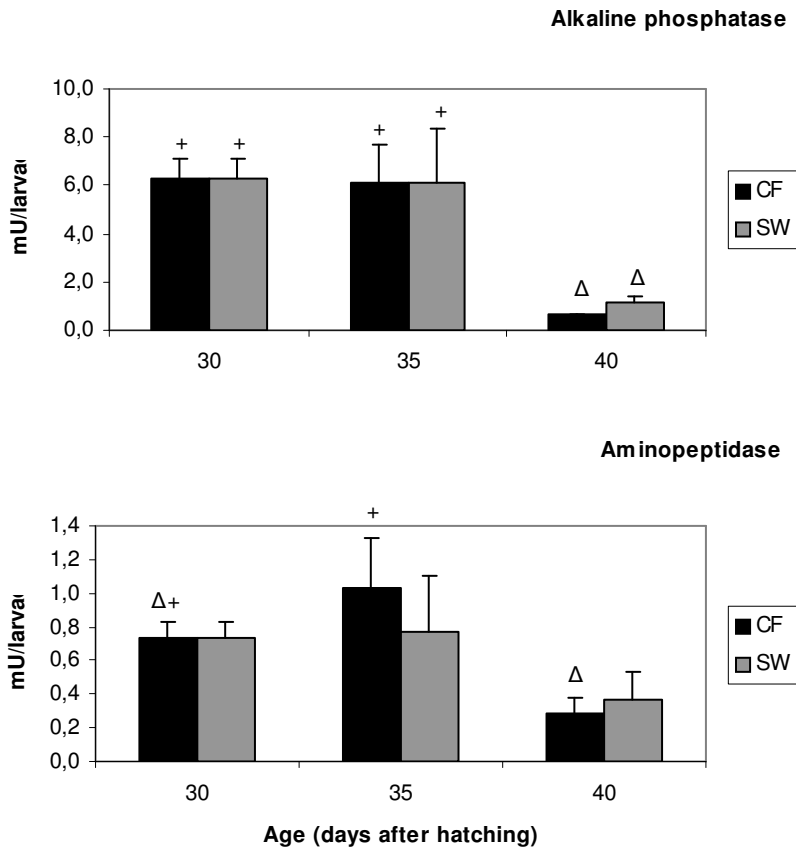 Alkaline phosphatase
10,0
8,0
6,0
4,0
2,0
0,0
mU/larva
+ + + + Δ Δ
30 35 40
CF
SW
Aminopeptidase
1,4
1,2
1,0
0,8
0,6
0,4
0,2
0,0
mU/larva
Δ+ + Δ
30 35 40
CF
SW
Age (days after hatching)